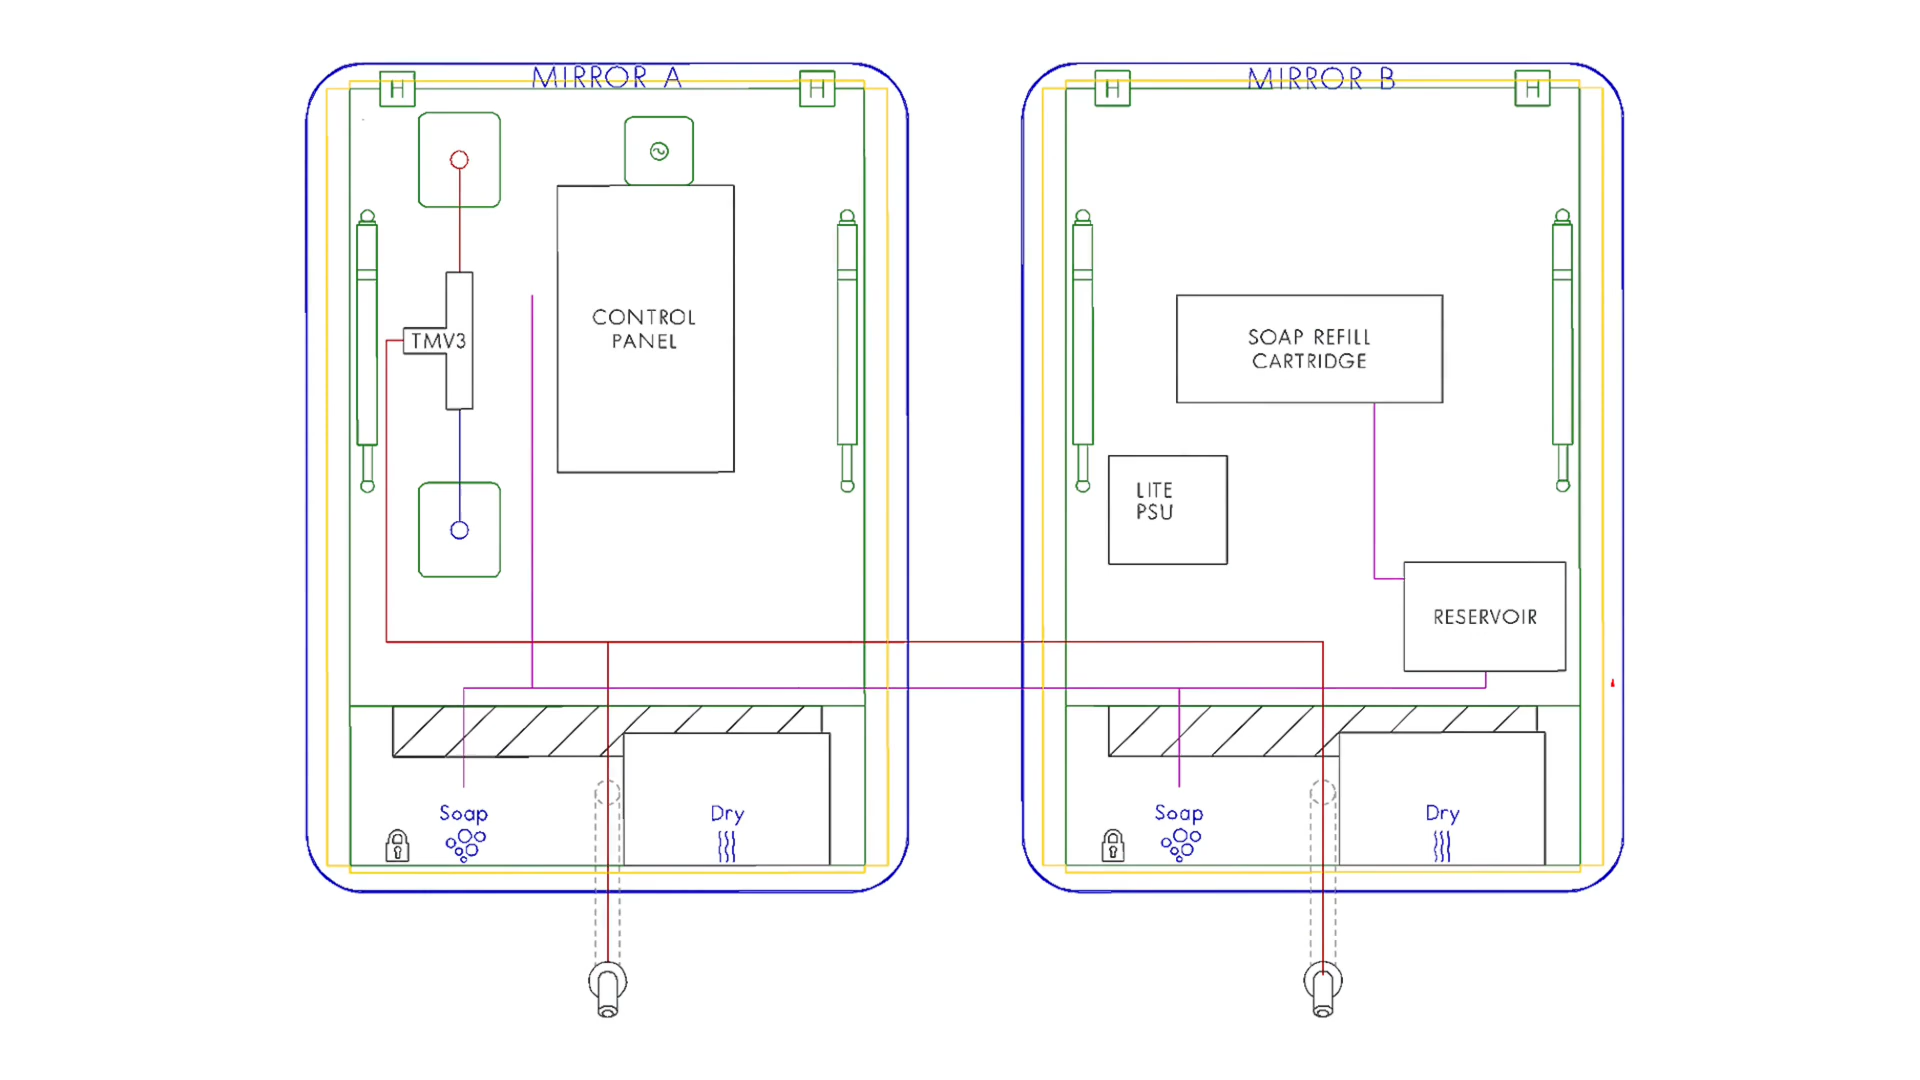 MIRROR A
H
H
TMV3
CONTROL
PANEL
Soap
Dry
MIRROR B
H
H
SOAP REFILL
CARTRIDGE
LITE
PSU
RESERVOIR
Soap
Dry